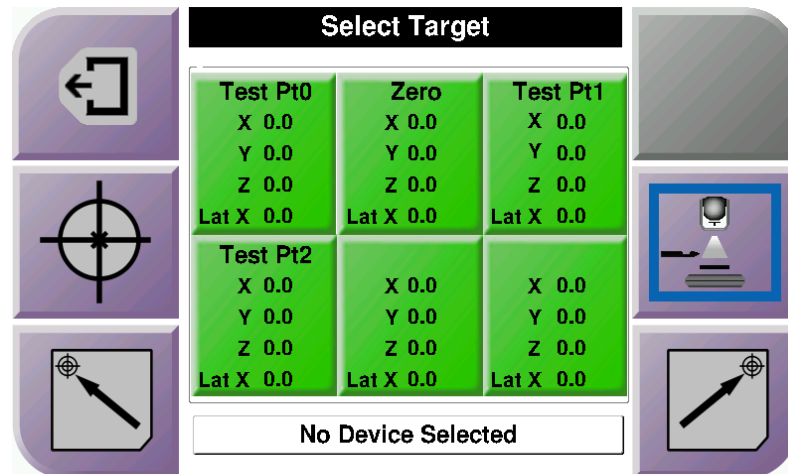 Select Target
Test Pt0
X 0.0
Y 0.0
Z 0.0
Lat X 0.0
Zero
X 0.0
Y 0.0
Z 0.0
Lat X 0.0
Test Pt1
X 0.0
Y 0.0
Z 0.0
Lat X 0.0
Test Pt2
X 0.0
Y 0.0
Z 0.0
Lat X 0.0
X 0.0
Y 0.0
Z 0.0
Lat X 0.0
X 0.0
Y 0.0
Z 0.0
Lat X 0.0
No Device Selected